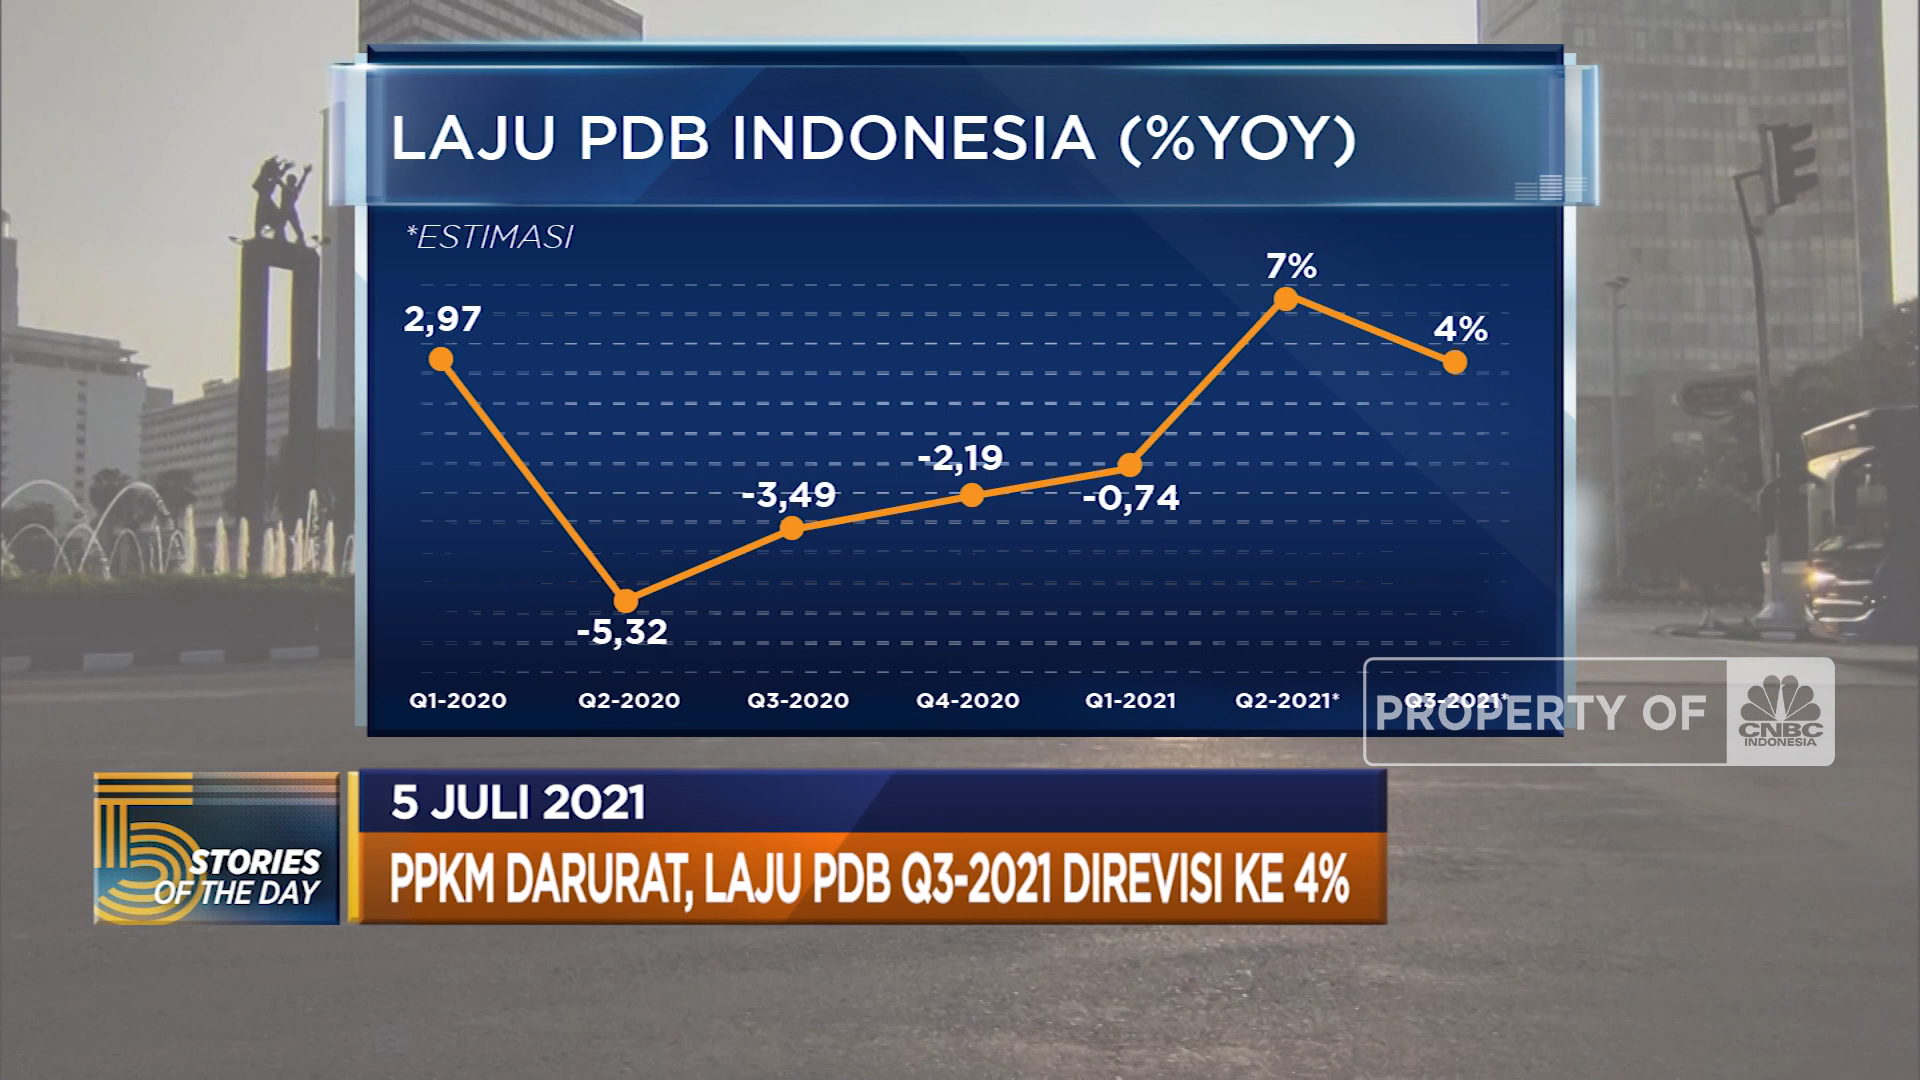 LAJU PDB INDONESIA (%YOY)
*ESTIMASI
2,97
-5,32
-3,49
-2,19
-0,74
7%
4%
Q1-2020
Q2-2020
Q3-2020
Q4-2020
Q1-2021
Q2-2021*
Q3-2021*
PROPERTY OF
CNBC
INDONESIA
5 JULI 2021
PPKM DARURAT, LAJU PDB Q3-2021 DIREVISI KE 4%
5
STORIES
OF THE DAY